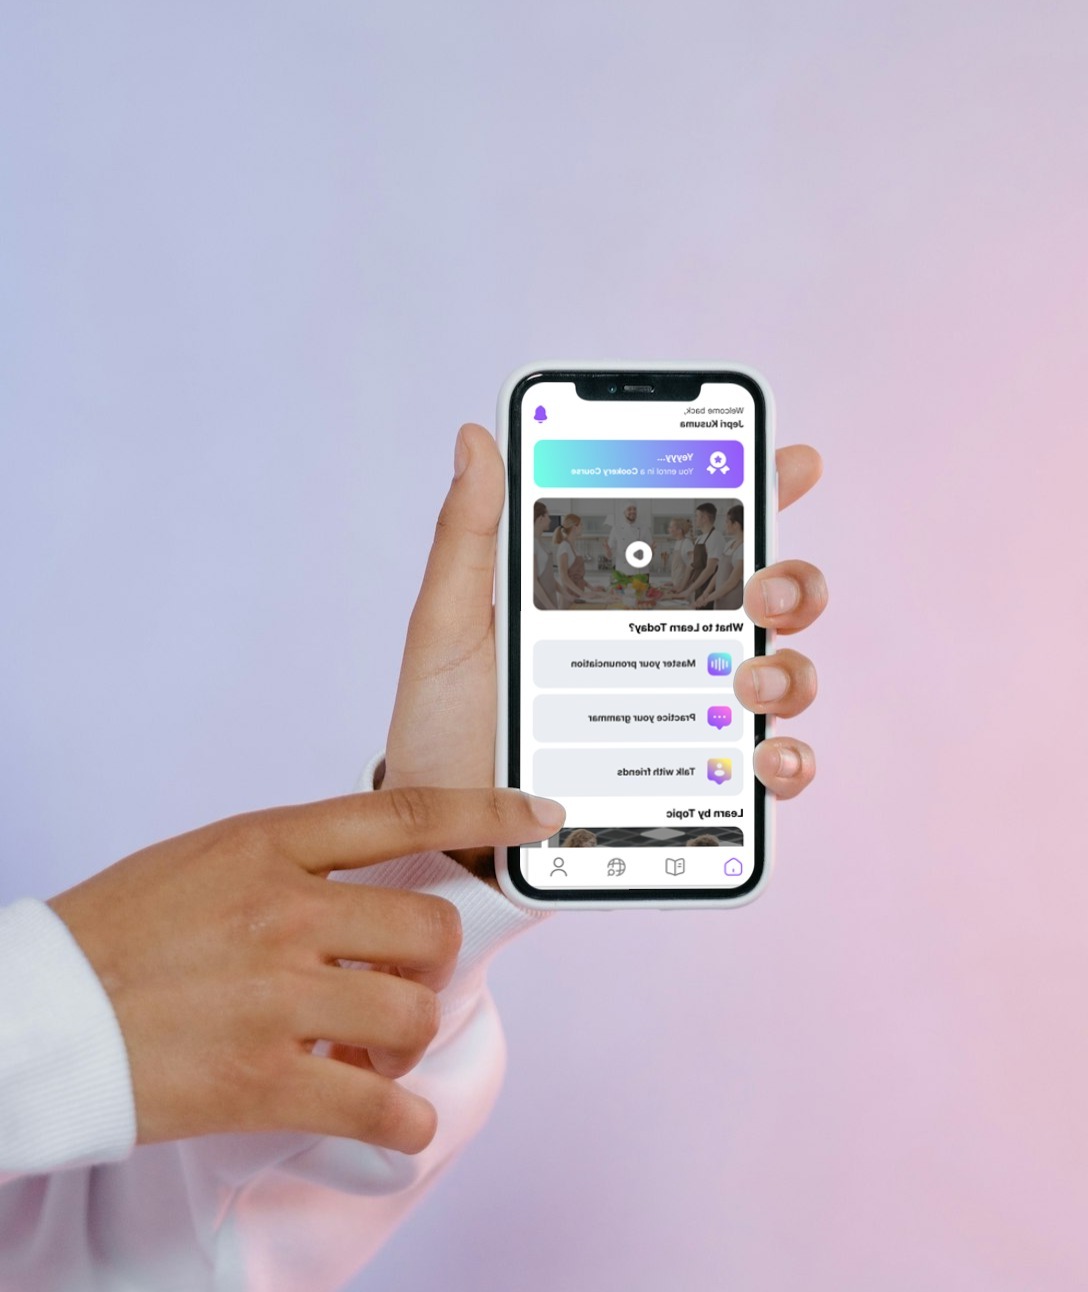 Welcome back,
Jepri Kusuma
Yeyyy...
You enrol in a Cookery Course
What to Learn Today?
Master your pronunciation
Practice your grammar
Talk with friends
Learn by Topic